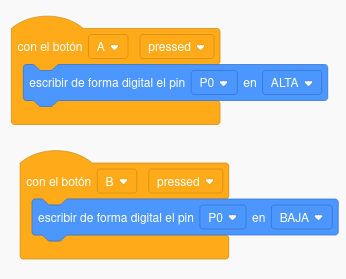 con el botón A pressed
escribir de forma digital el pin P0 en ALTA
con el botón B pressed
escribir de forma digital el pin P0 en BAJA